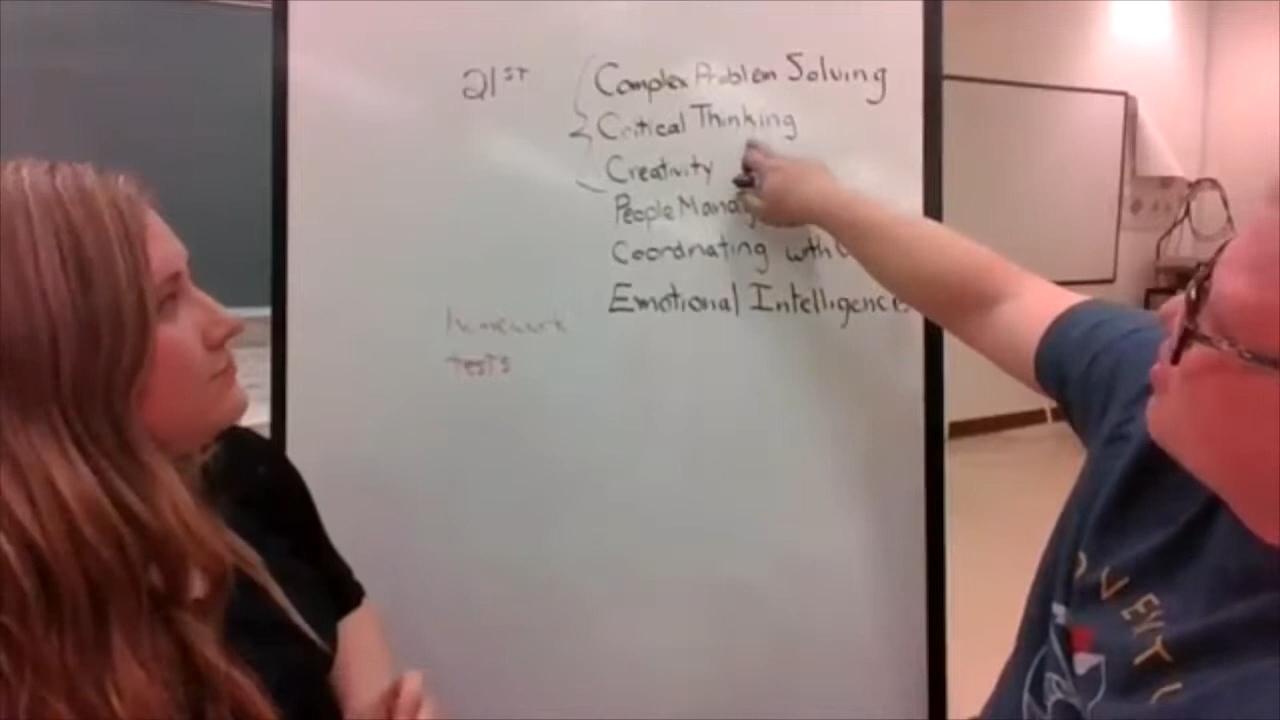 21ST
Complex Problem Solving
Critical Thinking
Creativity
People
Coordinating with
Emotional Intelligence
homework
tests